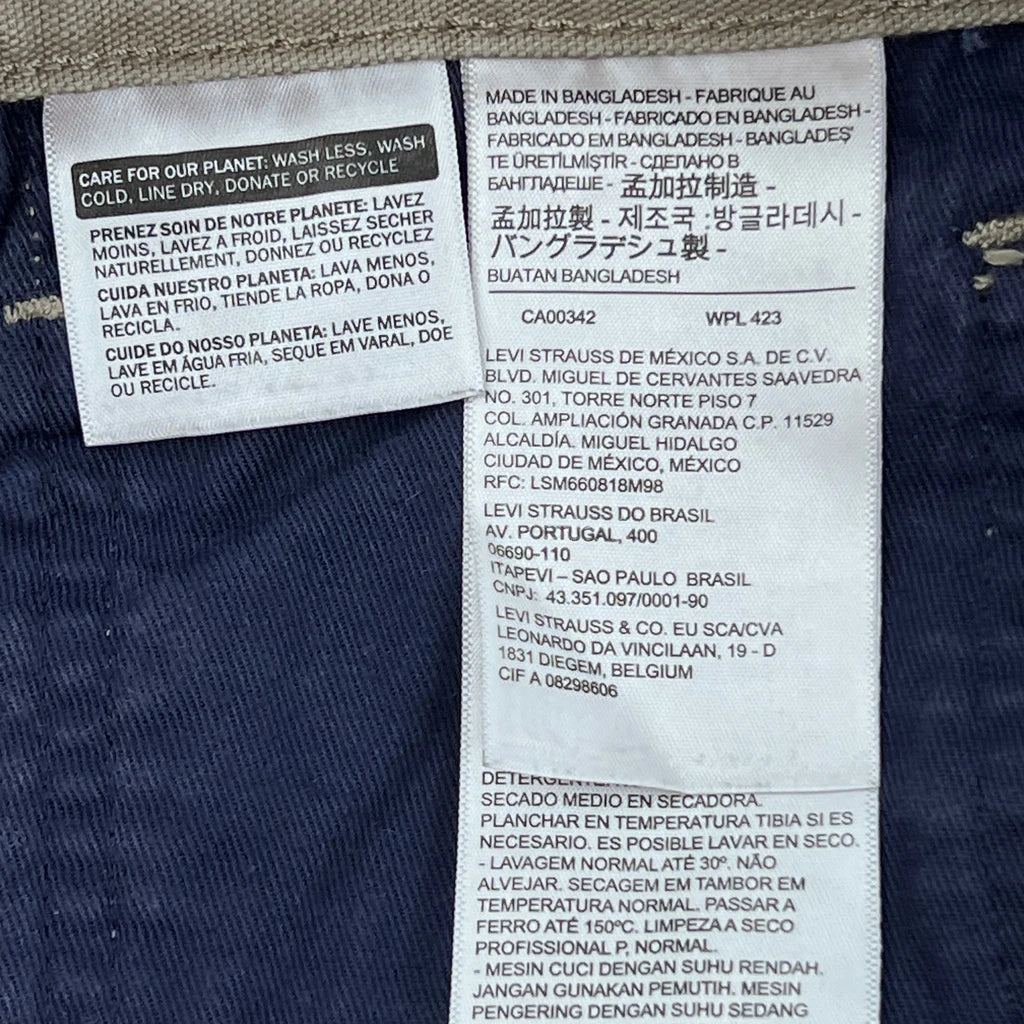 CARE FOR OUR PLANET: WASH LESS, WASH
COLD, LINE DRY, DONATE OR RECYCLE
PRENEZ SOIN DE NOTRE PLANETE: LAVEZ
MOINS, LAVEZ A FROID, LAISSEZ SECHER
NATURELLEMENT, DONNEZ OU RECYCLEZ
CUIDA NUESTRO PLANETA: LAVA MENOS,
LAVA EN FRIO, TIENDE LA ROPA, DONA O
RECICLA.
CUIDE DO NOSSO PLANETA: LAVE MENOS,
LAVE EM ÁGUA FRIA, SEQUE EM VARAL, DOE
OU RECICLE.
MADE IN BANGLADESH - FABRIQUE AU
BANGLADESH - FABRICADO EN BANGLADESH -
FABRICADO EM BANGLADESH - BANGLADEŞ'
TE ÜRETİLMİŞTİR - СДЕЛАНО В
БАНГЛАДЕШЕ - 孟加拉制造 -
孟加拉製 - 제조국 :방글라데시 -
バングラデシュ製 -
BUATAN BANGLADESH
CA00342 WPL 423
LEVI STRAUSS DE MÉXICO S.A. DE C.V.
BLVD. MIGUEL DE CERVANTES SAAVEDRA
NO. 301, TORRE NORTE PISO 7
COL. AMPLIACIÓN GRANADA C.P. 11529
ALCALDÍA. MIGUEL HIDALGO
CIUDAD DE MÉXICO, MÉXICO
RFC: LSM660818M98
LEVI STRAUSS DO BRASIL
AV. PORTUGAL, 400
06690-110
ITAPEVI – SAO PAULO BRASIL
CNPJ: 43.351.097/0001-90
LEVI STRAUSS & CO. EU SCA/CVA
LEONARDO DA VINCILAAN, 19 - D
1831 DIEGEM, BELGIUM
CIF A 08298606
SECADO MEDIO EN SECADORA.
PLANCHAR EN TEMPERATURA TIBIA SI ES
NECESARIO. ES POSIBLE LAVAR EN SECO.
- LAVAGEM NORMAL ATÉ 30º. NÃO
ALVEJAR. SECAGEM EM TAMBOR EM
TEMPERATURA NORMAL. PASSAR A
FERRO ATÉ 150ºC. LIMPEZA A SECO
PROFISSIONAL P, NORMAL.
- MESIN CUCI DENGAN SUHU RENDAH.
JANGAN GUNAKAN PEMUTIH. MESIN
PENGERING DENGAN SUHU SEDANG